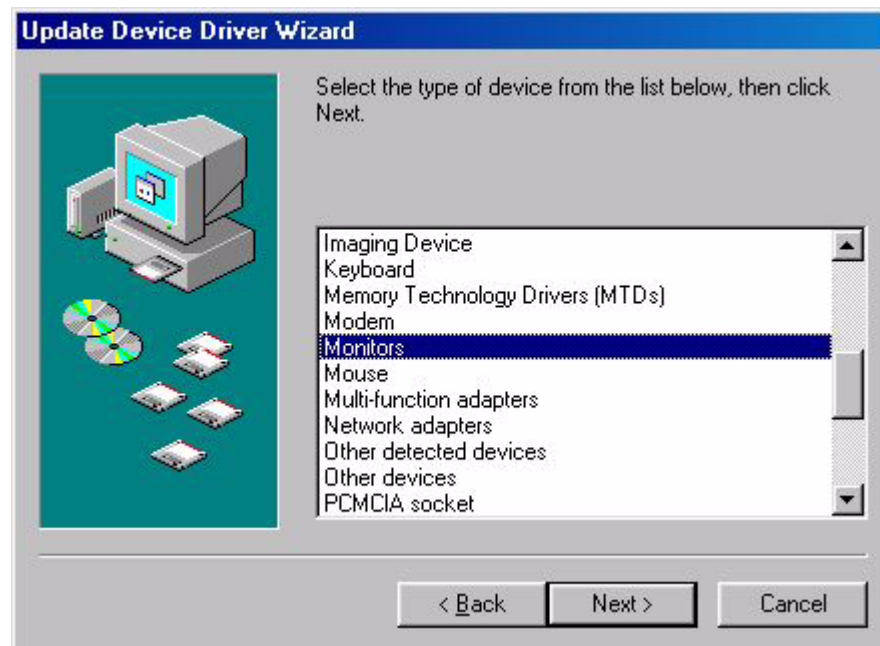 Update Device Driver Wizard
Select the type of device from the list below, then click
Next.
Imaging Device
Keyboard
Memory Technology Drivers (MTDs)
Modem
Monitors
Mouse
Multi-function adapters
Network adapters
Other detected devices
Other devices
PCMCIA socket
< Back
Next >
Cancel